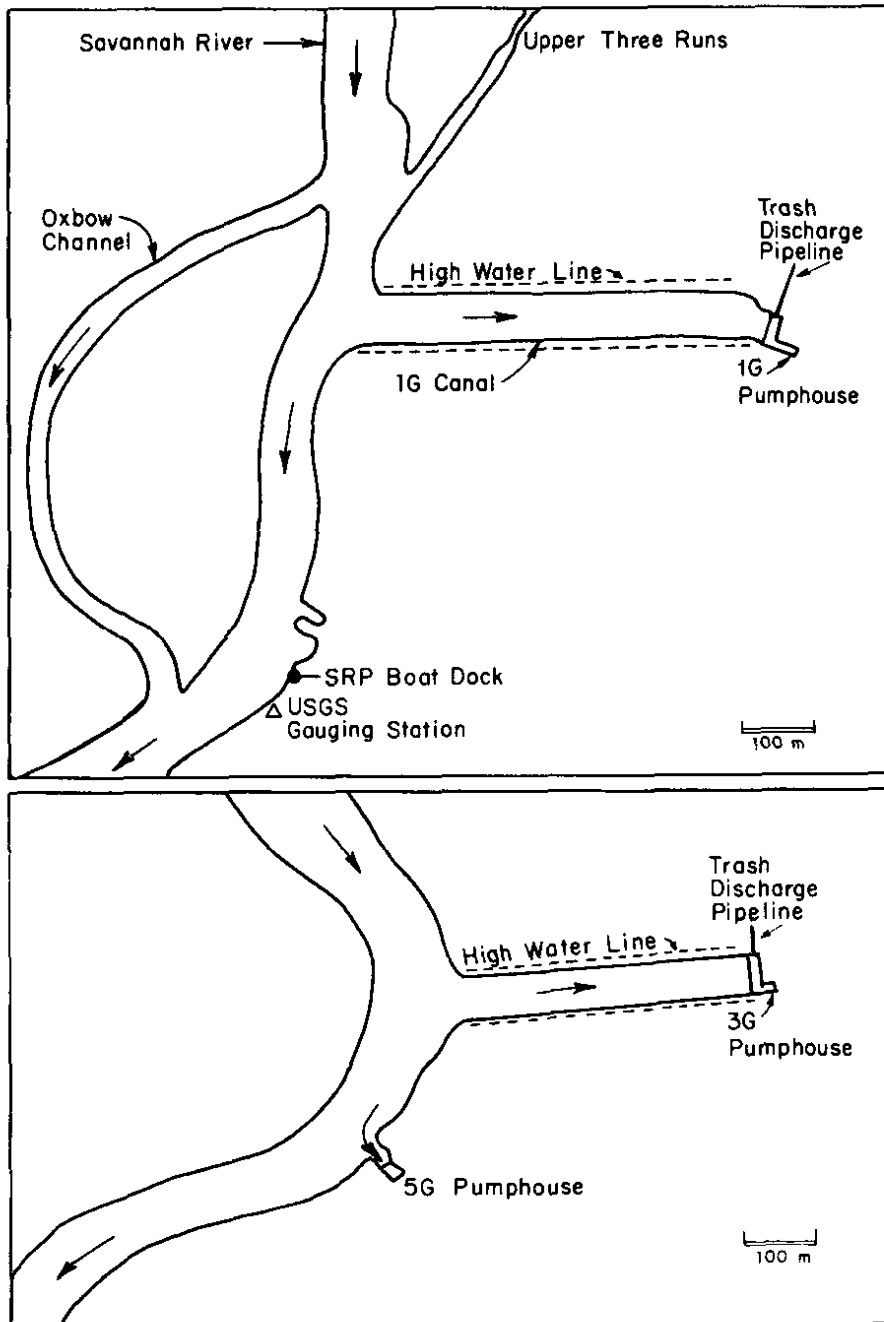 Savannah River
Upper Three Runs
Oxbow
Channel
Trash
Discharge
Pipeline
High Water Line
1G Canal
1G
Pumphouse
SRP Boat Dock
USGS
Gauging Station
100 m
Trash
Discharge
Pipeline
High Water Line
3G
Pumphouse
5G Pumphouse
100 m